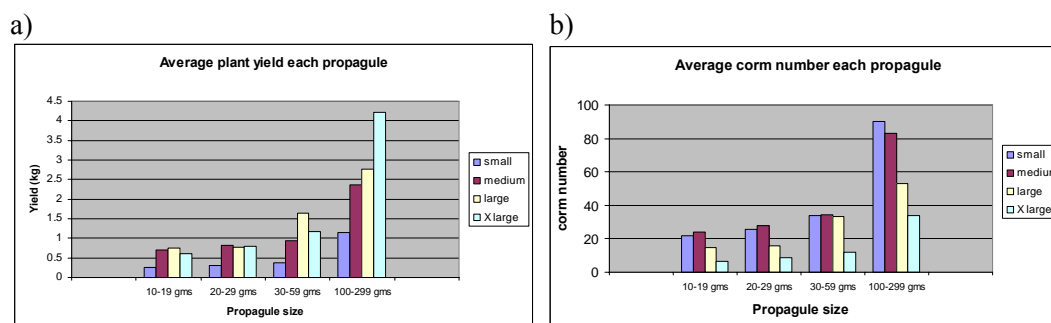 a)
Average plant yield each propagule
Yield (kg)
4.5
4
3.5
3
2.5
2
1.5
1
0.5
0
10-19 gms 20-29 gms 30-59 gms 100-299 gms
Propagule size
small
medium
large
X large
b)
Average corm number each propagule
corm number
100
80
60
40
20
0
10-19 gms 20-29 gms 30-59 gms 100-299 gms
Propagule size
small
medium
large
X large